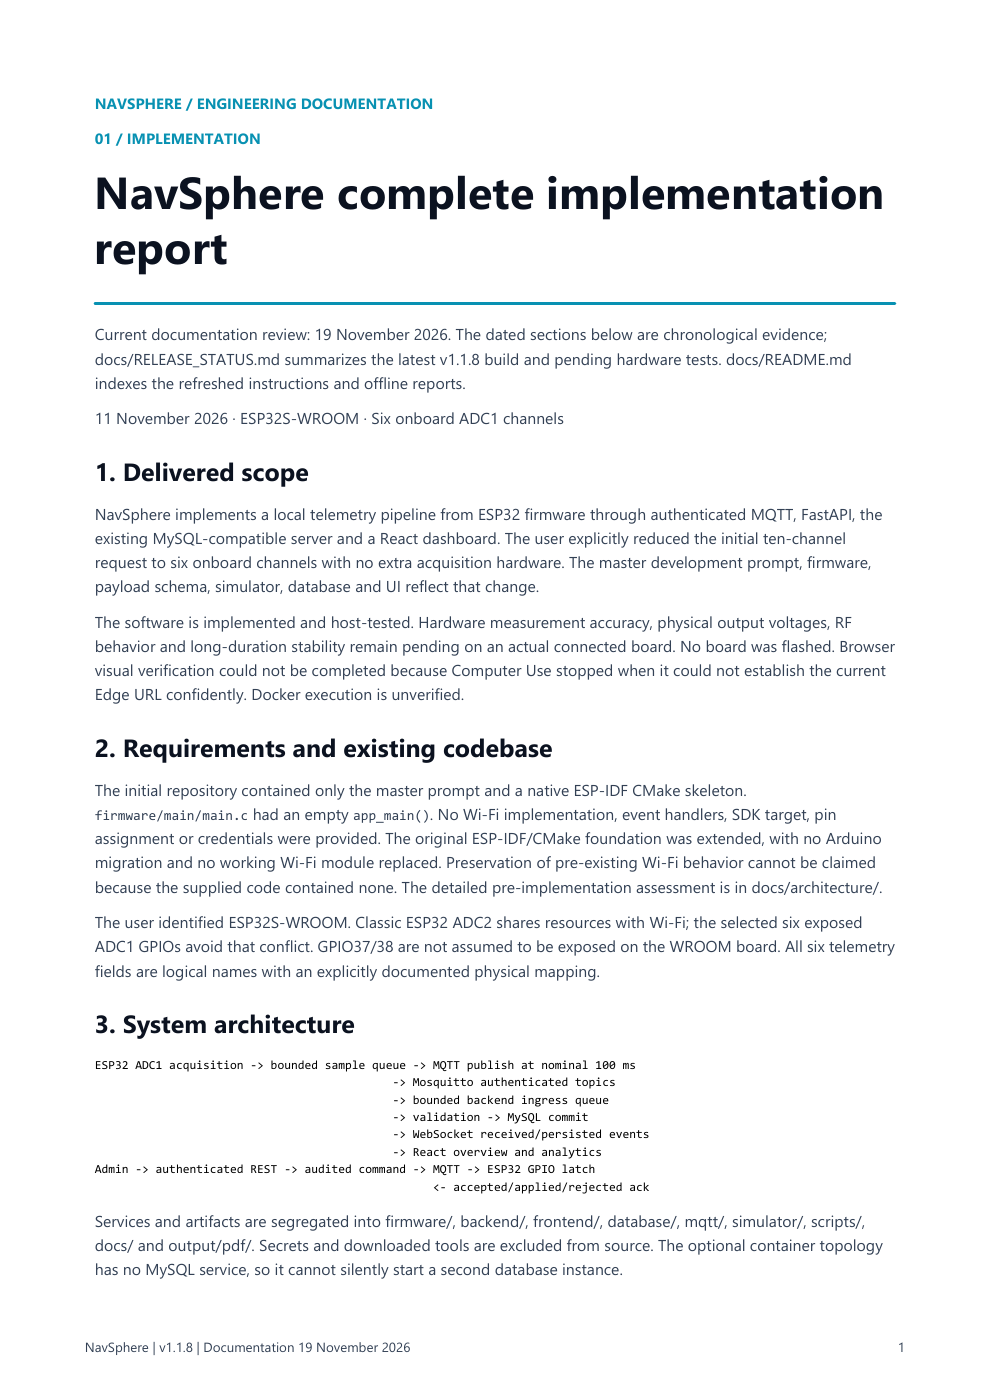 NAVSPHERE / ENGINEERING DOCUMENTATION
01 / IMPLEMENTATION
NavSphere complete implementation
report
Current documentation review: 19 November 2026. The dated sections below are chronological evidence;
docs/RELEASE_STATUS.md summarizes the latest v1.1.8 build and pending hardware tests. docs/README.md
indexes the refreshed instructions and offline reports.
11 November 2026 · ESP32S-WROOM · Six onboard ADC1 channels
1. Delivered scope
NavSphere implements a local telemetry pipeline from ESP32 firmware through authenticated MQTT, FastAPI, the
existing MySQL-compatible server and a React dashboard. The user explicitly reduced the initial ten-channel
request to six onboard channels with no extra acquisition hardware. The master development prompt, firmware,
payload schema, simulator, database and UI reflect that change.
The software is implemented and host-tested. Hardware measurement accuracy, physical output voltages, RF
behavior and long-duration stability remain pending on an actual connected board. No board was flashed. Browser
visual verification could not be completed because Computer Use stopped when it could not establish the current
Edge URL confidently. Docker execution is unverified.
2. Requirements and existing codebase
The initial repository contained only the master prompt and a native ESP-IDF CMake skeleton.
firmware/main/main.c had an empty app_main(). No Wi-Fi implementation, event handlers, SDK target, pin
assignment or credentials were provided. The original ESP-IDF/CMake foundation was extended, with no Arduino
migration and no working Wi-Fi module replaced. Preservation of pre-existing Wi-Fi behavior cannot be claimed
because the supplied code contained none. The detailed pre-implementation assessment is in docs/architecture/.
The user identified ESP32S-WROOM. Classic ESP32 ADC2 shares resources with Wi-Fi; the selected six exposed
ADC1 GPIOs avoid that conflict. GPIO37/38 are not assumed to be exposed on the WROOM board. All six telemetry
fields are logical names with an explicitly documented physical mapping.
3. System architecture
ESP32 ADC1 acquisition -> bounded sample queue -> MQTT publish at nominal 100 ms
-> Mosquitto authenticated topics
-> bounded backend ingress queue
-> validation -> MySQL commit
-> WebSocket received/persisted events
-> React overview and analytics
Admin -> authenticated REST -> audited command -> MQTT -> ESP32 GPIO latch
<- accepted/applied/rejected ack
Services and artifacts are segregated into firmware/, backend/, frontend/, database/, mqtt/, simulator/, scripts/,
docs/ and output/pdf/. Secrets and downloaded tools are excluded from source. The optional container topology
has no MySQL service, so it cannot silently start a second database instance.
NavSphere | v1.1.8 | Documentation 19 November 2026
1